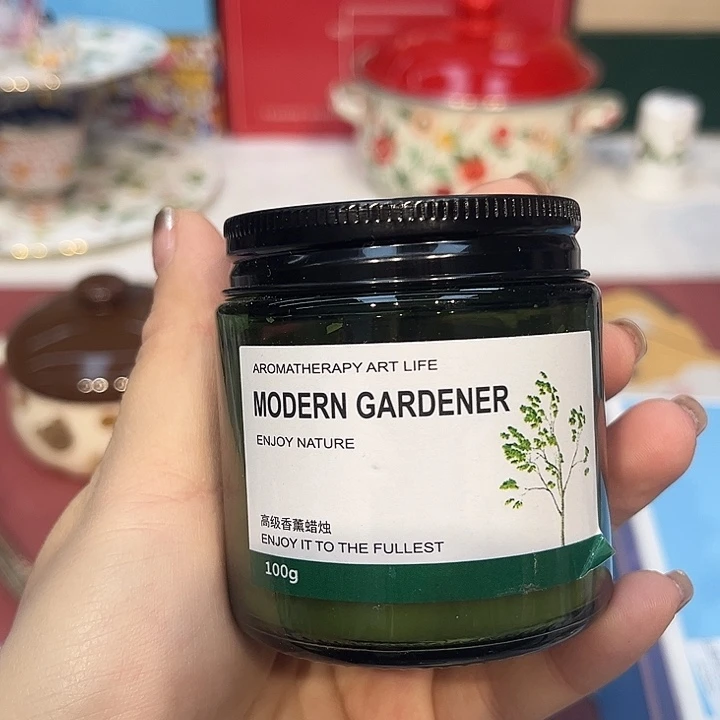 AROMATHERAPY ART LIFE
MODERN GARDENER
ENJOY NATURE
高级香薰蜡烛
ENJOY IT TO THE FULLEST
100g